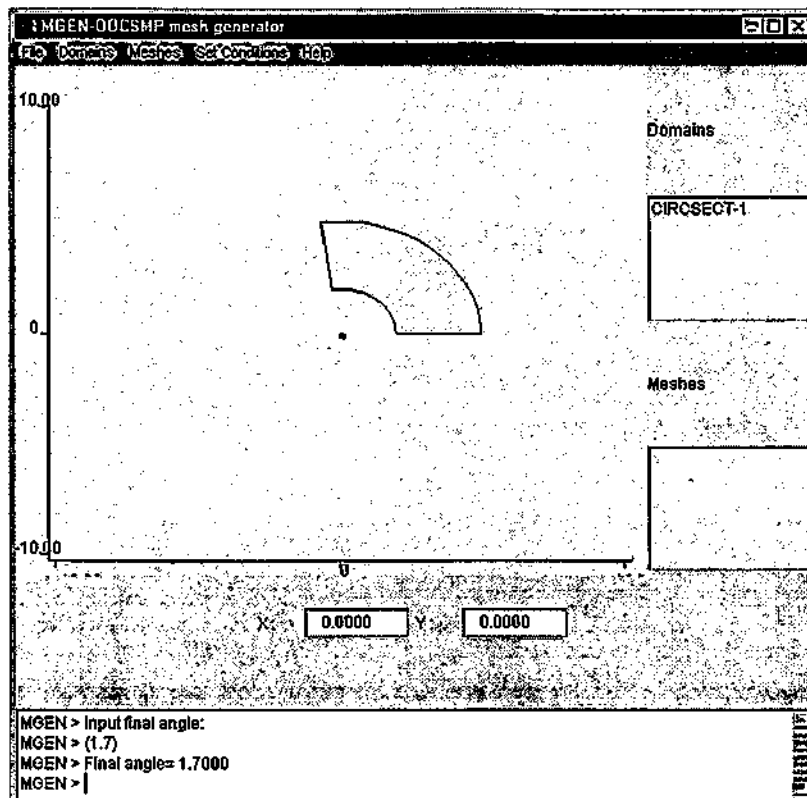 MGEN-OOCSMP mesh generator
File Domains Meshes Set Conditions Help
10.00
Domains
CIRCSECT-1
0
Meshes
-10.00
0
X: 0.0000 Y: 0.0000
MGEN > Input final angle:
MGEN > (1.7)
MGEN > Final angle= 1.7000
MGEN >